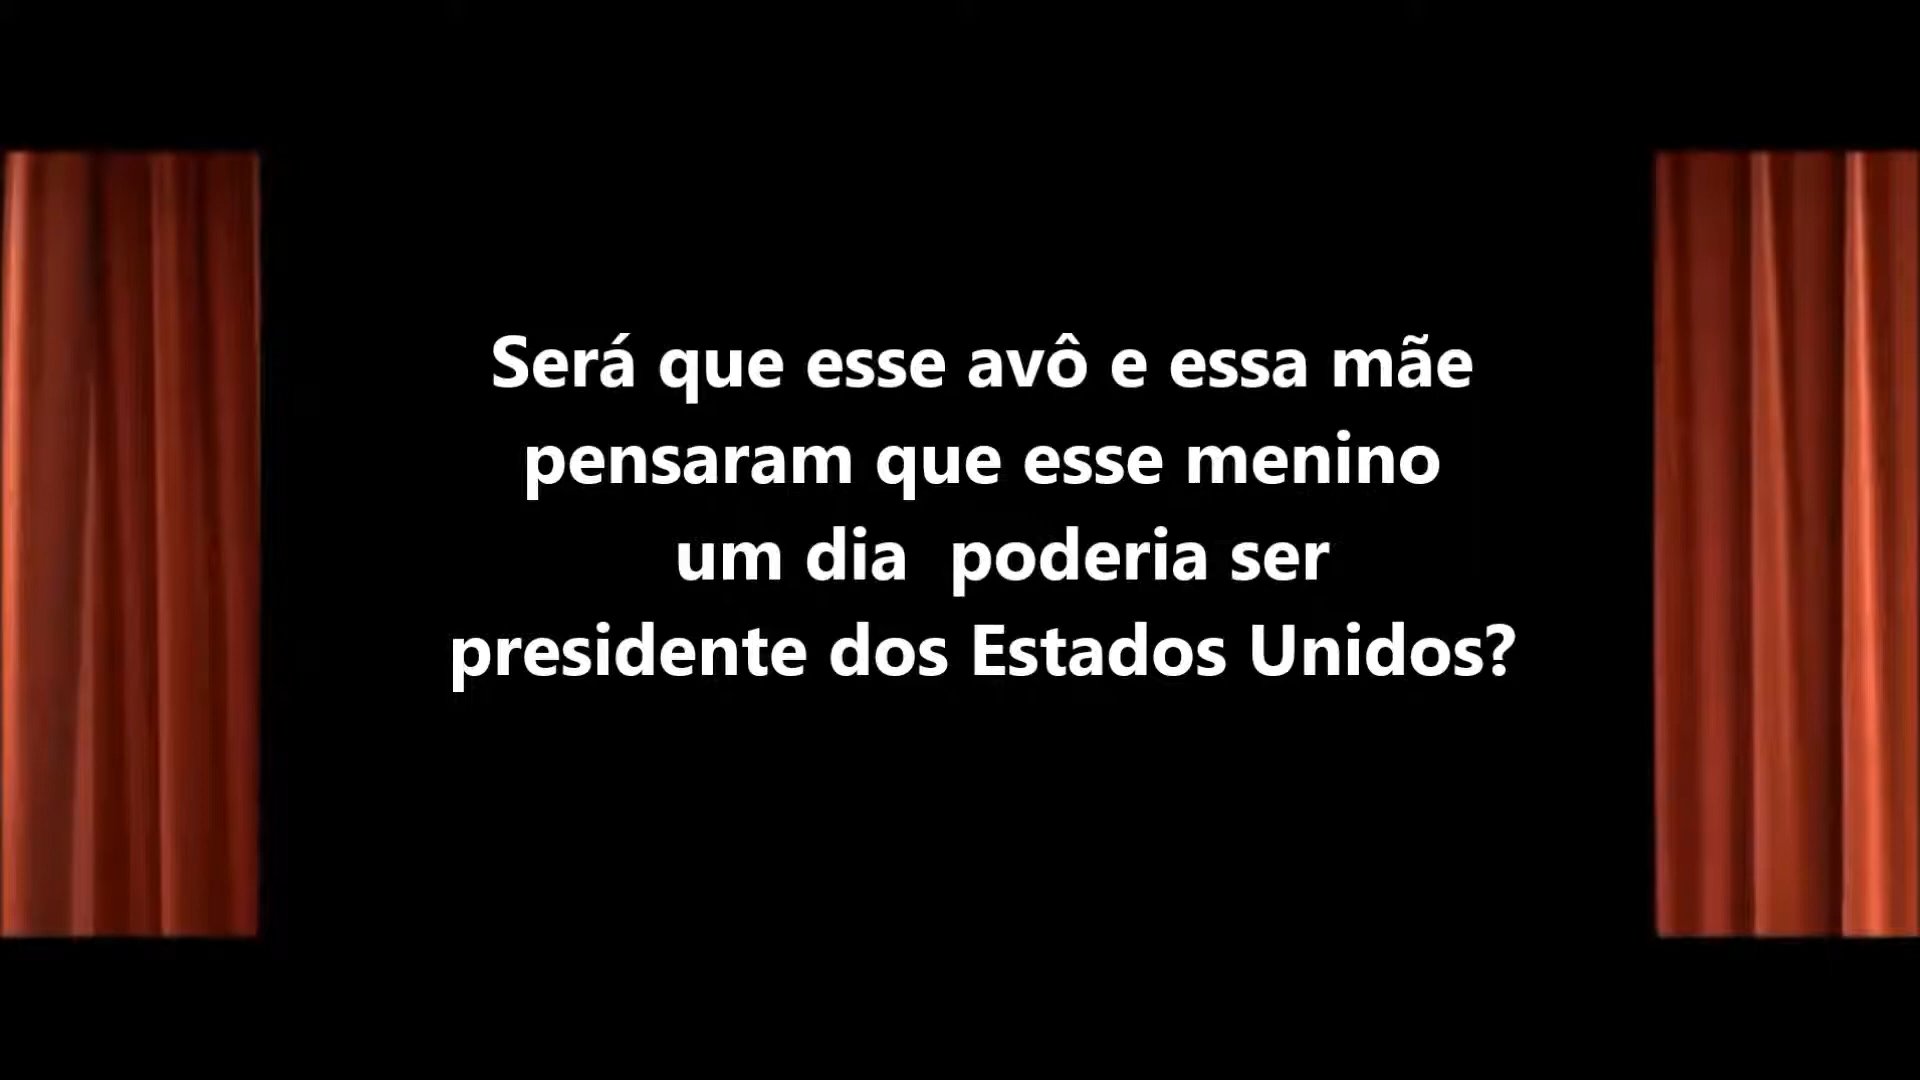 Será que esse avô e essa mãe
pensaram que esse menino
um dia  poderia ser
presidente dos Estados Unidos?